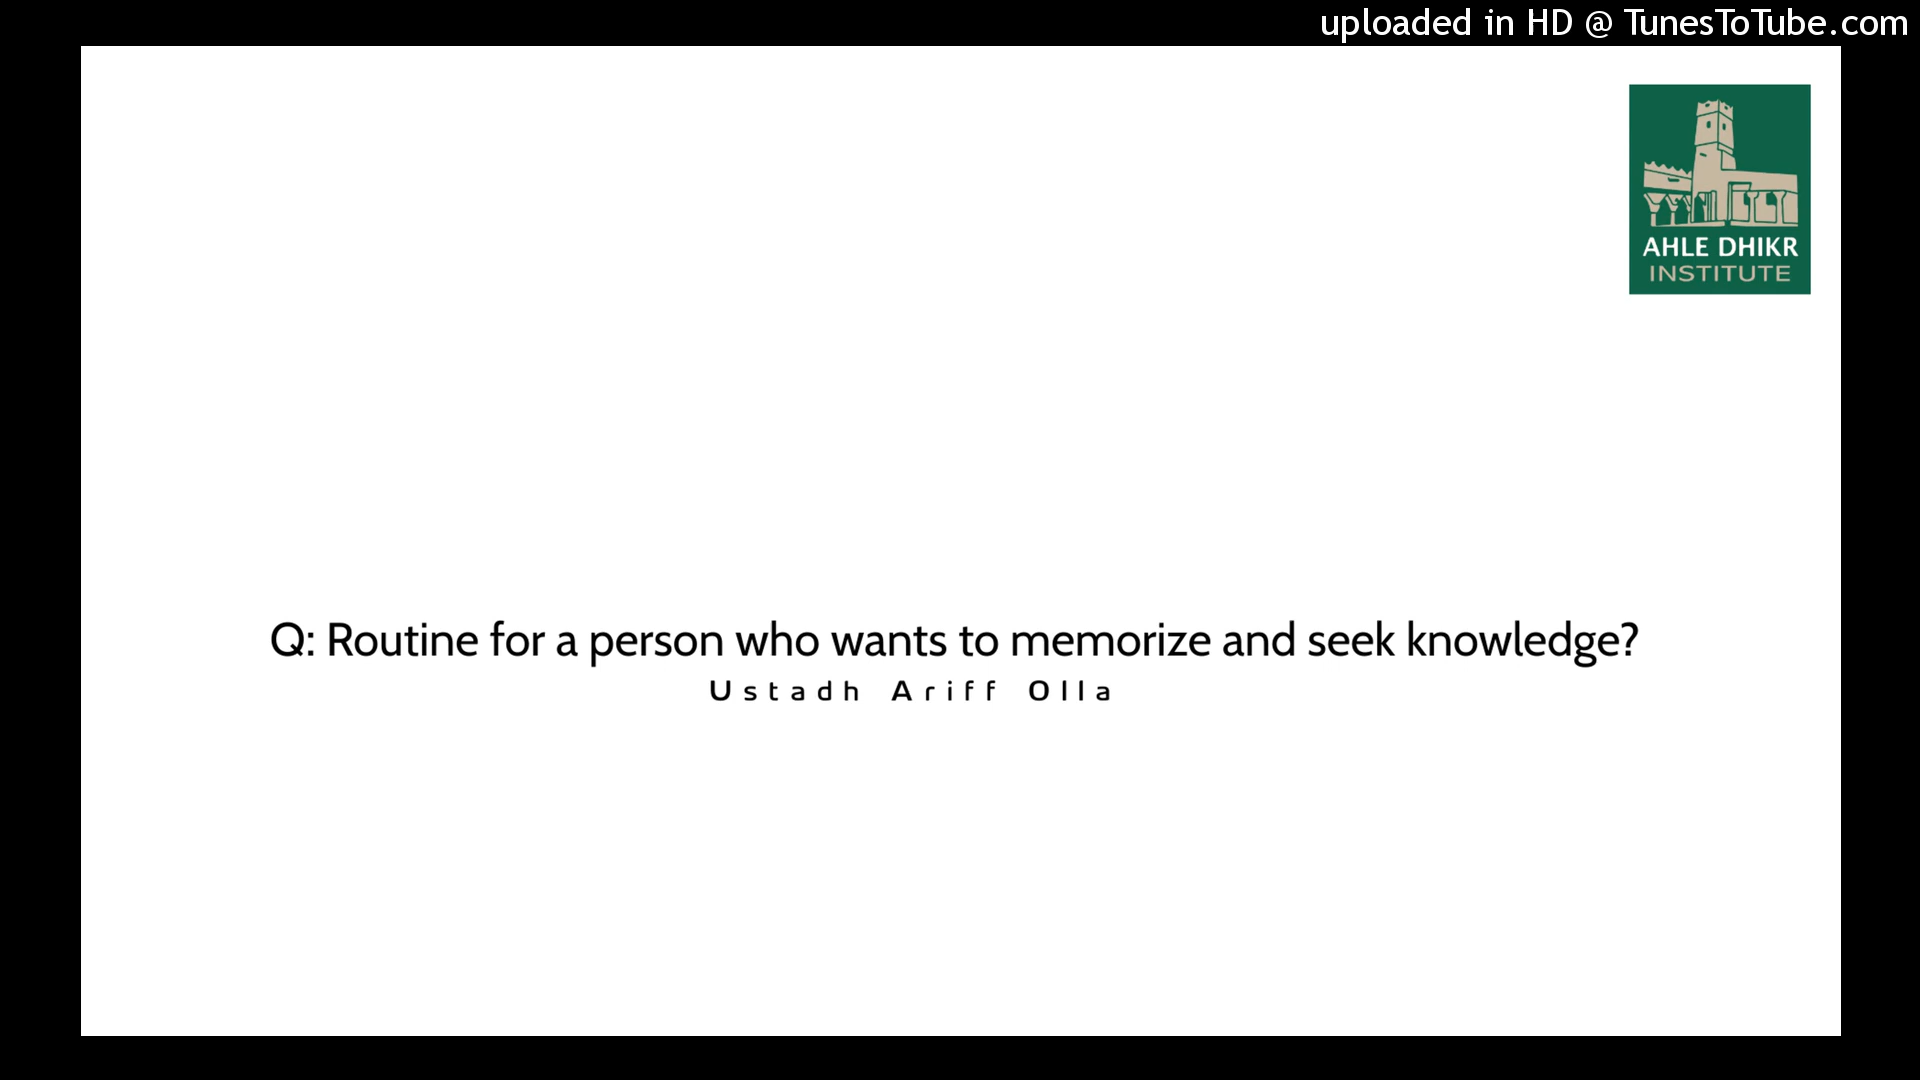 uploaded in HD @ TunesToTube.com
AHLE DHIKR
INSTITUTE
Q: Routine for a person who wants to memorize and seek knowledge?
Ustadh Ariff Olla